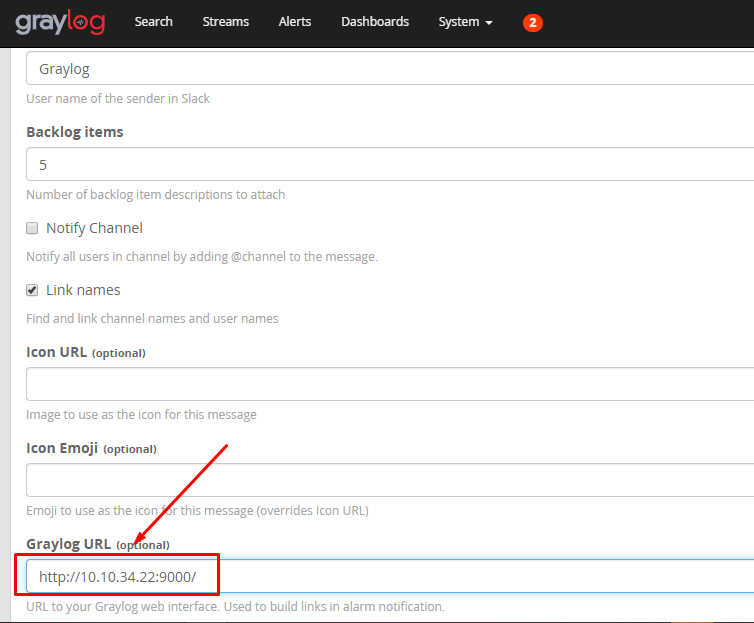 graylog Search Streams Alerts Dashboards System 2
Graylog
User name of the sender in Slack
Backlog items
5
Number of backlog item descriptions to attach
Notify Channel
Notify all users in channel by adding @channel to the message.
Link names
Find and link channel names and user names
Icon URL (optional)
Image to use as the icon for this message
Icon Emoji (optional)
Emoji to use as the icon for this message (overrides Icon URL)
Graylog URL (optional)
http://10.10.34.22:9000/
URL to your Graylog web interface. Used to build links in alarm notification.